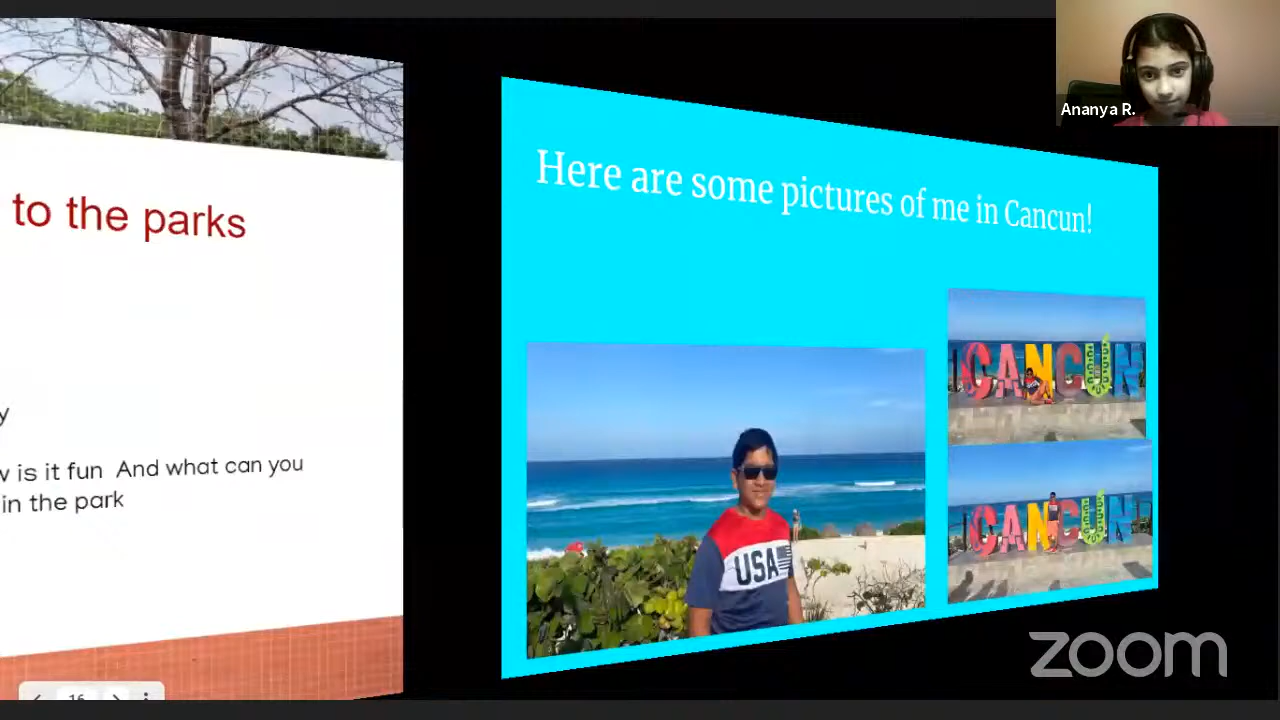 to the parks
y
w is it fun And what can you
in the park
16
Here are some pictures of me in Cancun!
USA
CANCUN
CANCUN
Ananya R.
zoom